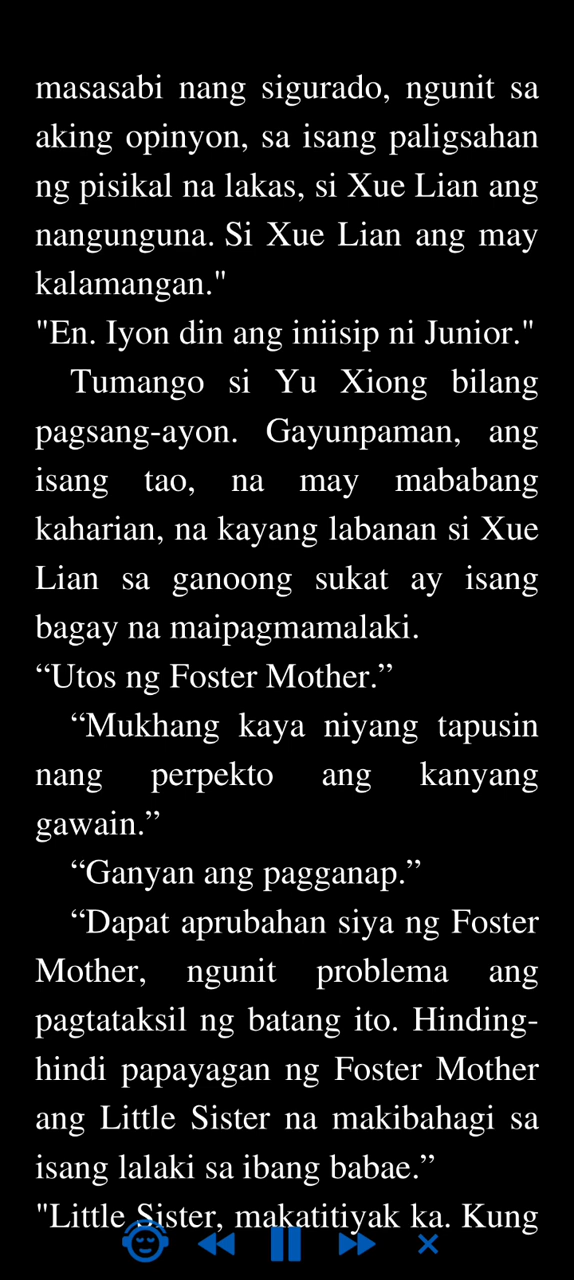 masasabi nang sigurado, ngunit sa
aking opinyon, sa isang paligsahan
ng pisikal na lakas, si Xue Lian ang
nangunguna. Si Xue Lian ang may
kalamangan."
"En. Iyon din ang iniisip ni Junior."
Tumango si Yu Xiong bilang
pagsang-ayon. Gayunpaman, ang
isang tao, na may mababang
kaharian, na kayang labanan si Xue
Lian sa ganoong sukat ay isang
bagay na maipagmamalaki.
“Utos ng Foster Mother.”
“Mukhang kaya niyang tapusin
nang perpekto ang kanyang
gawain.”
“Ganyan ang pagganap.”
“Dapat aprubahan siya ng Foster
Mother, ngunit problema ang
pagtataksil ng batang ito. Hinding-
hindi papayagan ng Foster Mother
ang Little Sister na makibahagi sa
isang lalaki sa ibang babae.”
"Little Sister, makatitiyak ka. Kung